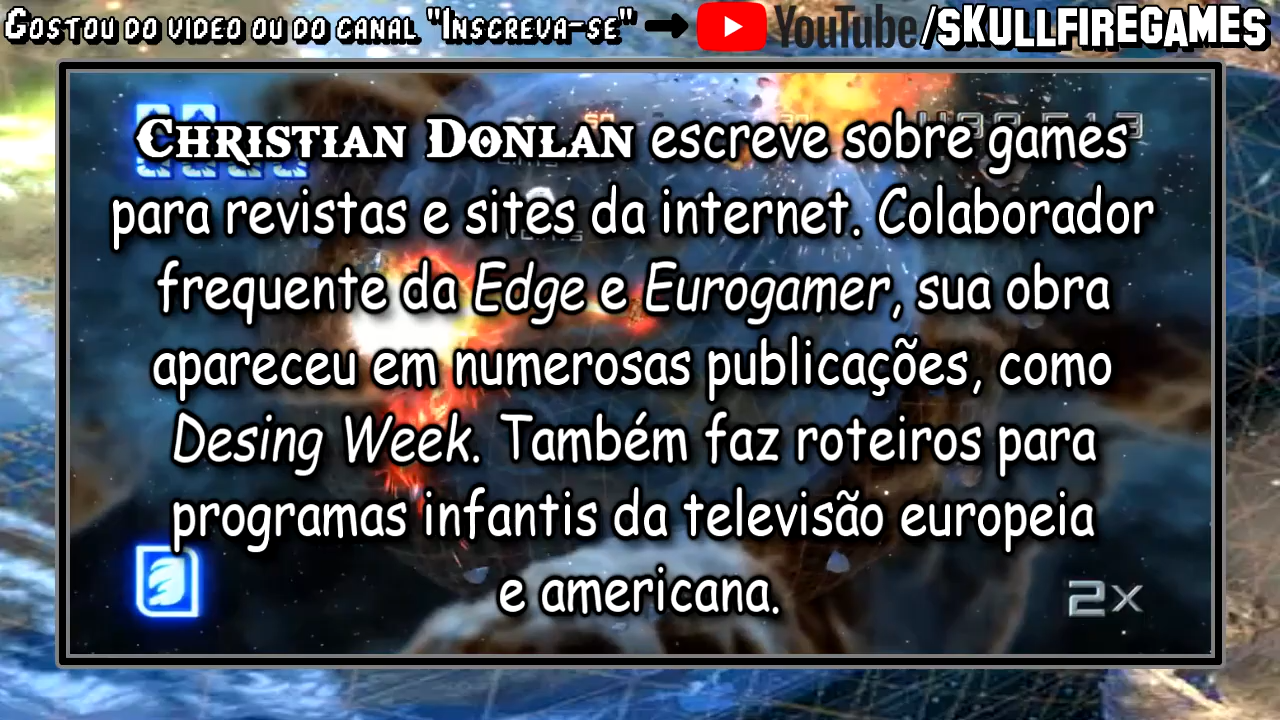 Gostou do video ou do canal "Inscreva-se" → YouTube/sKullfireGames
Christian Donlan escreve sobre games
para revistas e sites da internet. Colaborador
frequente da Edge e Eurogamer, sua obra
apareceu em numerosas publicações, como
Desing Week. Também faz roteiros para
programas infantis da televisão europeia
e americana.
2x